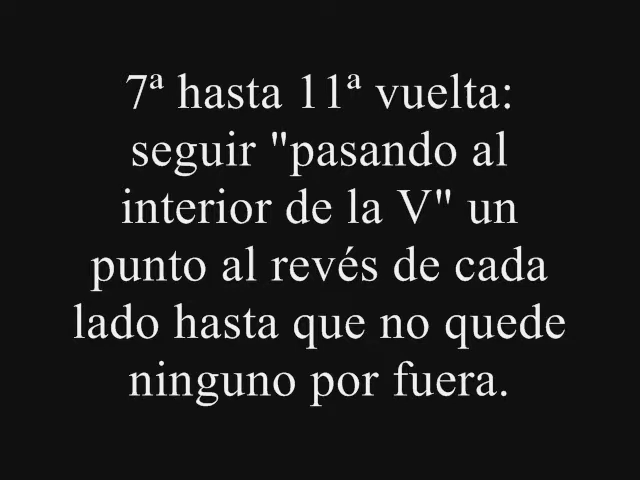 7ª hasta 11ª vuelta:
seguir "pasando al
interior de la V" un
punto al revés de cada
lado hasta que no quede
ninguno por fuera.